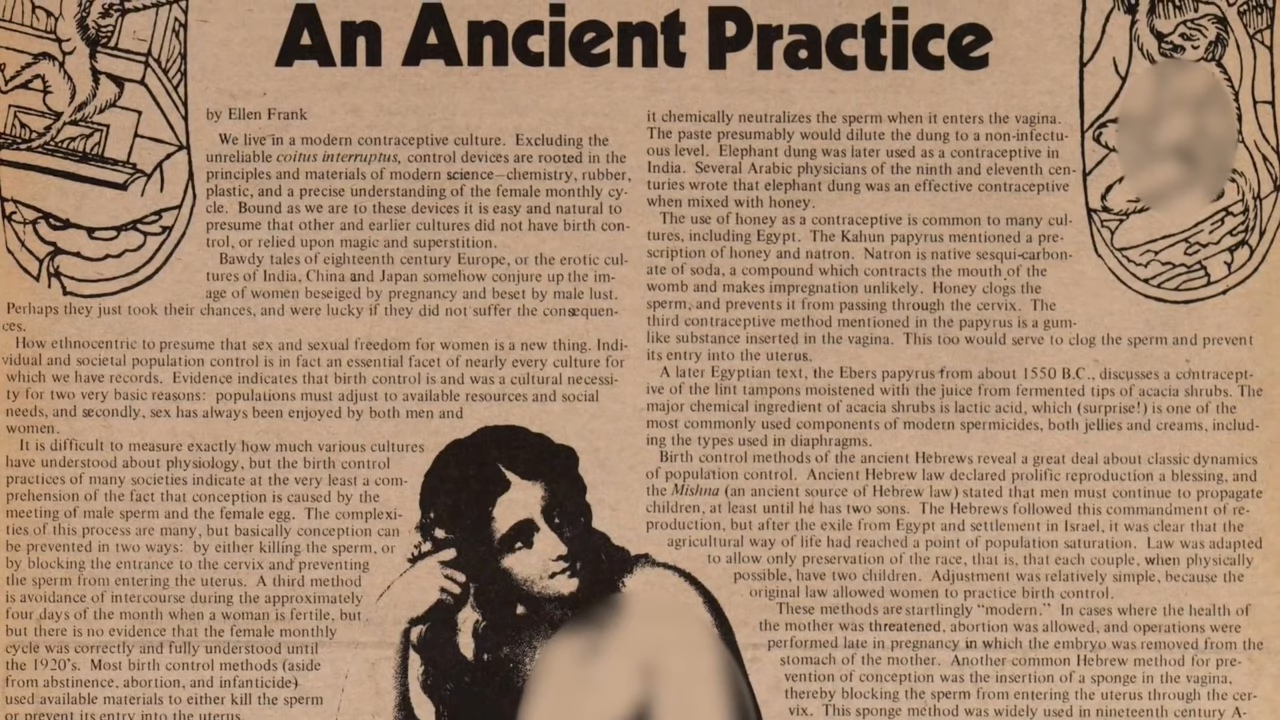 An Ancient Practice
by Ellen Frank
We live in a modern contraceptive culture. Excluding the
unreliable coitus interruptus, control devices are rooted in the
principles and materials of modern science—chemistry, rubber,
plastic, and a precise understanding of the female monthly cy-
cle. Bound as we are to these devices it is easy and natural to
presume that other and earlier cultures did not have birth con-
trol, or relied upon magic and superstition.
Bawdy tales of eighteenth century Europe, or the erotic cul-
tures of India, China and Japan somehow conjure up the im-
age of women beseiged by pregnancy and beset by male lust.
Perhaps they just took their chances, and were lucky if they did not suffer the consequen-
ces.
How ethnocentric to presume that sex and sexual freedom for women is a new thing. Indi-
vidual and societal population control is in fact an essential facet of nearly every culture for
which we have records. Evidence indicates that birth control is and was a cultural necessi-
ty for two very basic reasons: populations must adjust to available resources and social
needs, and secondly, sex has always been enjoyed by both men and
women.
It is difficult to measure exactly how much various cultures
have understood about physiology, but the birth control
practices of many societies indicate at the very least a com-
prehension of the fact that conception is caused by the
meeting of male sperm and the female egg. The complexi-
ties of this process are many, but basically conception can
be prevented in two ways: by either killing the sperm, or
by blocking the entrance to the cervix and preventing
the sperm from entering the uterus. A third method
is avoidance of intercourse during the approximately
four days of the month when a woman is fertile, but
but there is no evidence that the female monthly
cycle was correctly and fully understood until
the 1920's. Most birth control methods (aside
from abstinence, abortion, and infanticide)
used available materials to either kill the sperm
or prevent its entry into the uterus.
it chemically neutralizes the sperm when it enters the vagina.
The paste presumably would dilute the dung to a non-infectu-
ous level. Elephant dung was later used as a contraceptive in
India. Several Arabic physicians of the ninth and eleventh cen-
turies wrote that elephant dung was an effective contraceptive
when mixed with honey.
The use of honey as a contraceptive is common to many cul-
tures, including Egypt. The Kahun papyrus mentioned a pre-
scription of honey and natron. Natron is native sesqui-carbon-
ate of soda, a compound which contracts the mouth of the
womb and makes impregnation unlikely. Honey clogs the
sperm, and prevents it from passing through the cervix. The
third contraceptive method mentioned in the papyrus is a gum-
like substance inserted in the vagina. This too would serve to clog the sperm and prevent
its entry into the uterus.
A later Egyptian text, the Ebers papyrus from about 1550 B.C., discusses a contracept-
ive of the lint tampons moistened with the juice from fermented tips of acacia shrubs. The
major chemical ingredient of acacia shrubs is lactic acid, which (surprise!) is one of the
most commonly used components of modern spermicides, both jellies and creams, includ-
ing the types used in diaphragms.
Birth control methods of the ancient Hebrews reveal a great deal about classic dynamics
of population control. Ancient Hebrew law declared prolific reproduction a blessing, and
the Mishna (an ancient source of Hebrew law) stated that men must continue to propagate
children, at least until he has two sons. The Hebrews followed this commandment of re-
production, but after the exile from Egypt and settlement in Israel, it was clear that the
agricultural way of life had reached a point of population saturation. Law was adapted
to allow only preservation of the race, that is, that each couple, when physically
possible, have two children. Adjustment was relatively simple, because the
original law allowed women to practice birth control.
These methods are startlingly "modern." In cases where the health of
the mother was threatened, abortion was allowed, and operations were
performed late in pregnancy in which the embryo was removed from the
stomach of the mother. Another common Hebrew method for pre-
vention of conception was the insertion of a sponge in the vagina,
thereby blocking the sperm from entering the uterus through the cer-
vix. This sponge method was widely used in nineteenth century A-